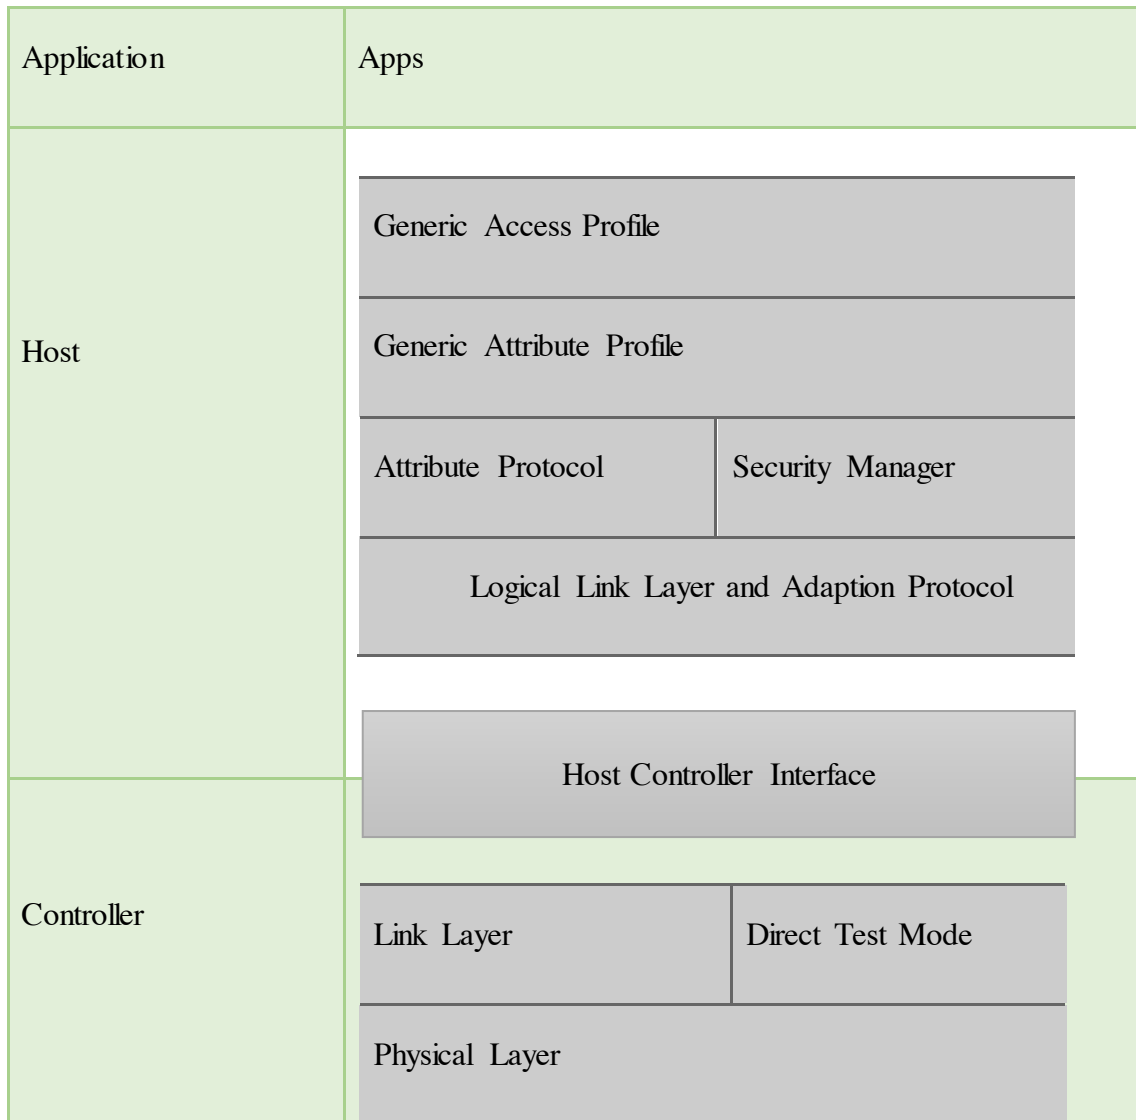 Application
Apps
Host
Generic Access Profile
Generic Attribute Profile
Attribute Protocol
Security Manager
Logical Link Layer and Adaption Protocol
Host Controller Interface
Controller
Link Layer
Direct Test Mode
Physical Layer